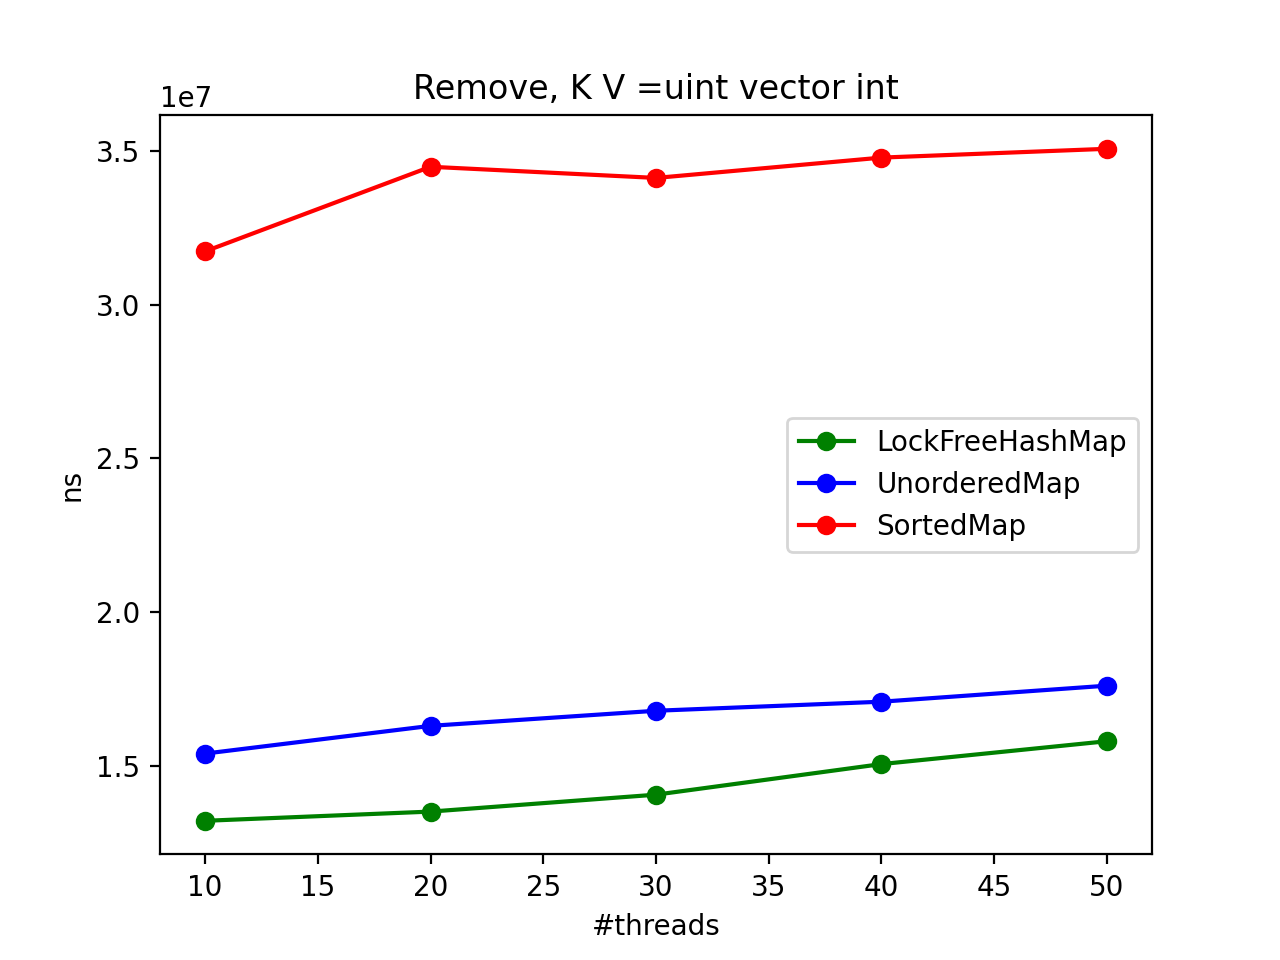 Remove, K V =uint vector int
1e7
3.5
3.0
2.5
2.0
1.5
ns
LockFreeHashMap
UnorderedMap
SortedMap
10 15 20 25 30 35 40 45 50
#threads